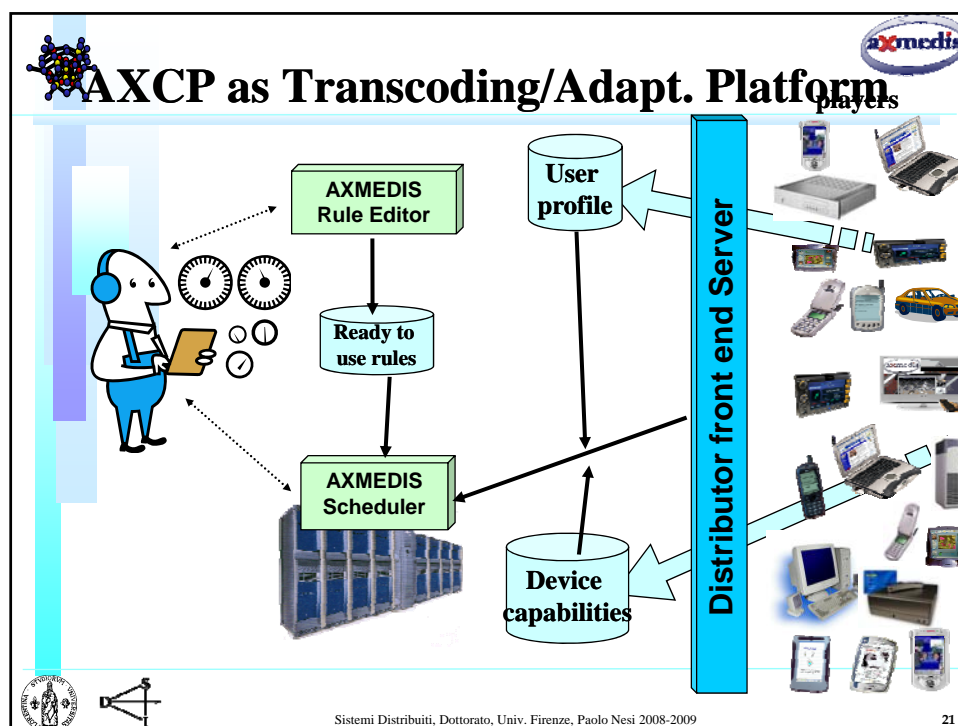 axmedis
AXCP as Transcoding/Adapt. Platform
players
AXMEDIS
Rule Editor
User
profile
Ready to
use rules
Distributor front end Server
AXMEDIS
Scheduler
Device
capabilities
axmedis
D S I
Sistemi Distribuiti, Dottorato, Univ. Firenze, Paolo Nesi 2008-2009
21